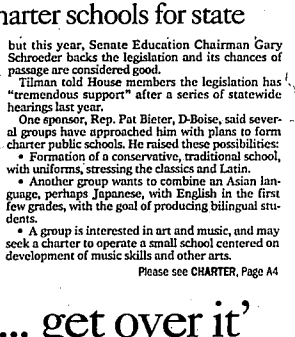 harter schools for state
but this year, Senate Education Chairman Gary
Schroeder backs the legislation and its chances of
passage are considered good.
Tilman told House members the legislation has
“tremendous support” after a series of statewide
hearings last year.
One sponsor, Rep. Pat Bieter, D-Boise, said sever-
al groups have approached him with plans to form
charter public schools. He raised these possibilities:
• Formation of a conservative, traditional school,
with uniforms, stressing the classics and Latin.
• Another group wants to combine an Asian lan-
guage, perhaps Japanese, with English in the first
few grades, with the goal of producing bilingual stu-
dents.
• A group is interested in art and music, and may
seek a charter to operate a small school centered on
development of music skills and other arts.
Please see CHARTER, Page A4
... get over it’